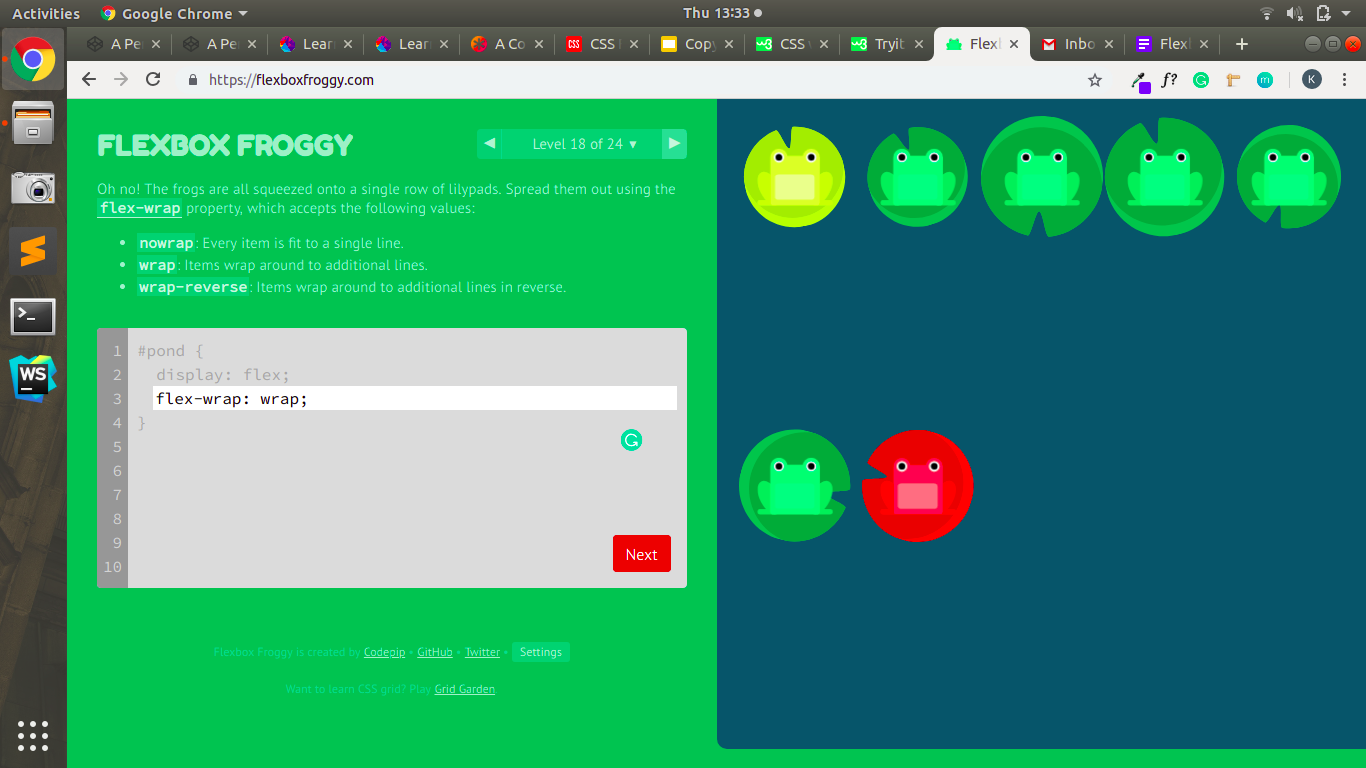 Activities Google Chrome ▾ Thu 13:33
A Pe A Pe Learn Learn A Co CSS Copy CSS Tryit Flexl Inbo Flexl
https://flexboxfroggy.com f? K
FLEXBOX FROGGY
◀ Level 18 of 24 ▾ ▶
Oh no! The frogs are all squeezed onto a single row of lilypads. Spread them out using the
flex-wrap property, which accepts the following values:
• nowrap: Every item is fit to a single line.
• wrap: Items wrap around to additional lines.
• wrap-reverse: Items wrap around to additional lines in reverse.
1 #pond {
2 display: flex;
3 flex-wrap: wrap;
4 }
5
6
7
8
9
10
Next
Flexbox Froggy is created by Codepip • GitHub • Twitter • Settings
Want to learn CSS grid? Play Grid Garden
WS